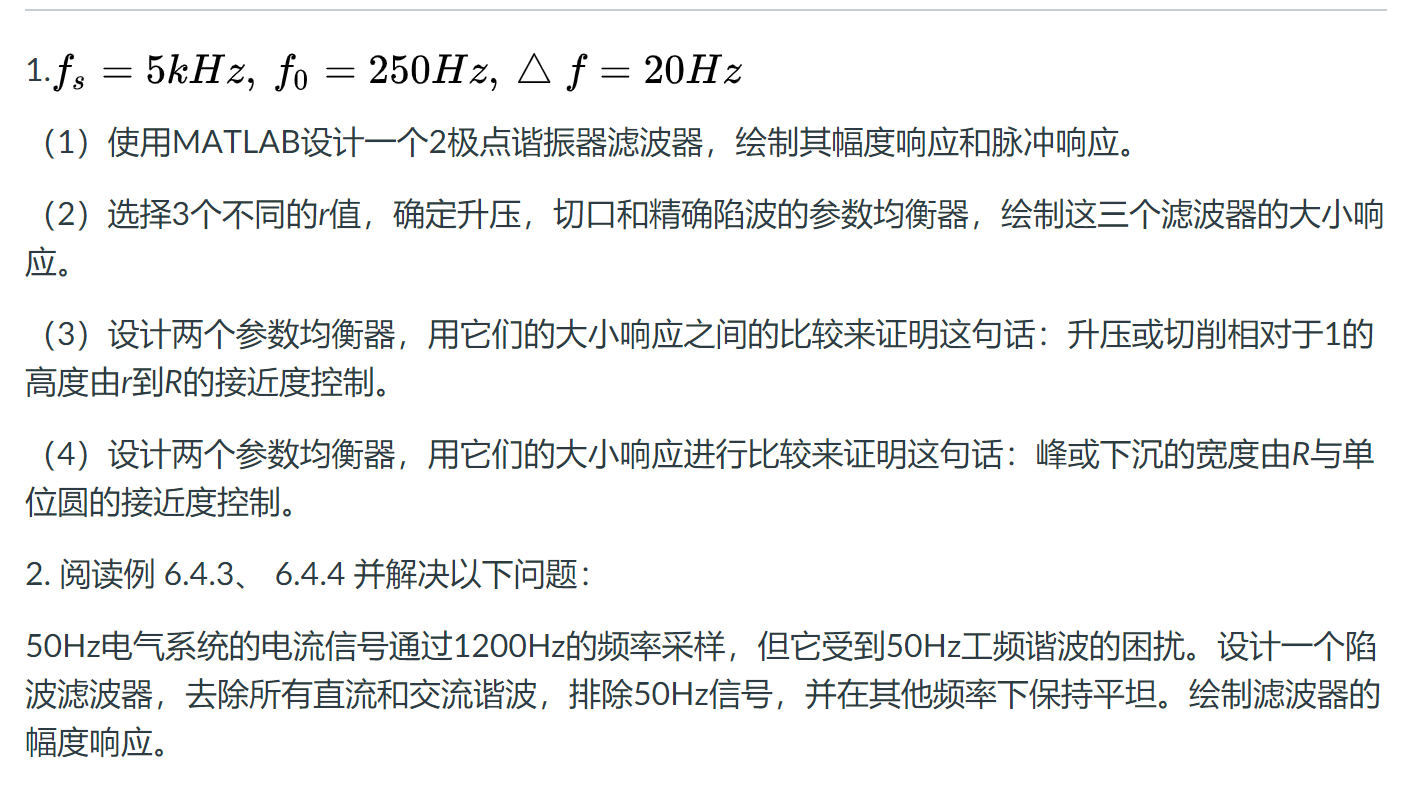 1. fs = 5kHz, f0 = 250Hz, △ f = 20Hz
（1）使用MATLAB设计一个2极点谐振器滤波器，绘制其幅度响应和脉冲响应。
（2）选择3个不同的r值，确定升压，切口和精确陷波的参数均衡器，绘制这三个滤波器的大小响
应。
（3）设计两个参数均衡器，用它们的大小响应之间的比较来证明这句话：升压或切削相对于1的
高度由r到R的接近度控制。
（4）设计两个参数均衡器，用它们的大小响应进行比较来证明这句话：峰或下沉的宽度由R与单
位圆的接近度控制。
2. 阅读例 6.4.3、 6.4.4 并解决以下问题：
50Hz电气系统的电流信号通过1200Hz的频率采样，但它受到50Hz工频谐波的困扰。设计一个陷
波滤波器，去除所有直流和交流谐波，排除50Hz信号，并在其他频率下保持平坦。绘制滤波器的
幅度响应。